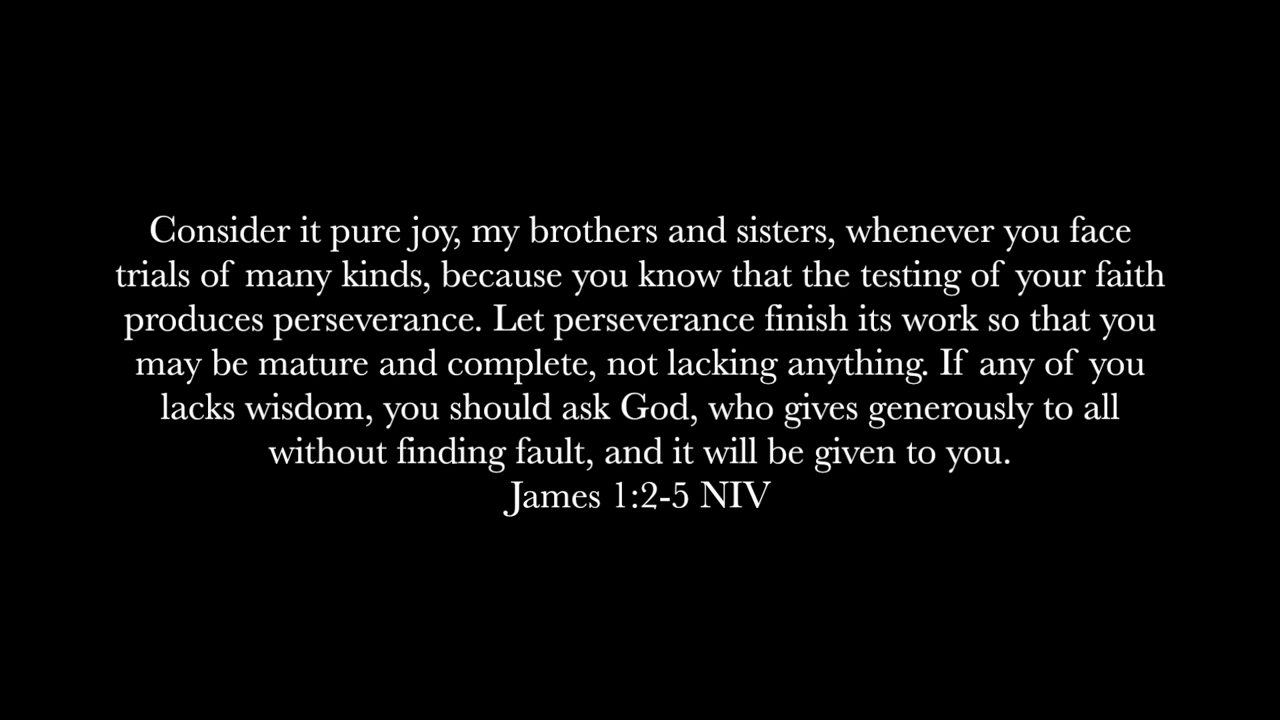 Consider it pure joy, my brothers and sisters, whenever you face
trials of many kinds, because you know that the testing of your faith
produces perseverance. Let perseverance finish its work so that you
may be mature and complete, not lacking anything. If any of you
lacks wisdom, you should ask God, who gives generously to all
without finding fault, and it will be given to you.
James 1:2-5 NIV